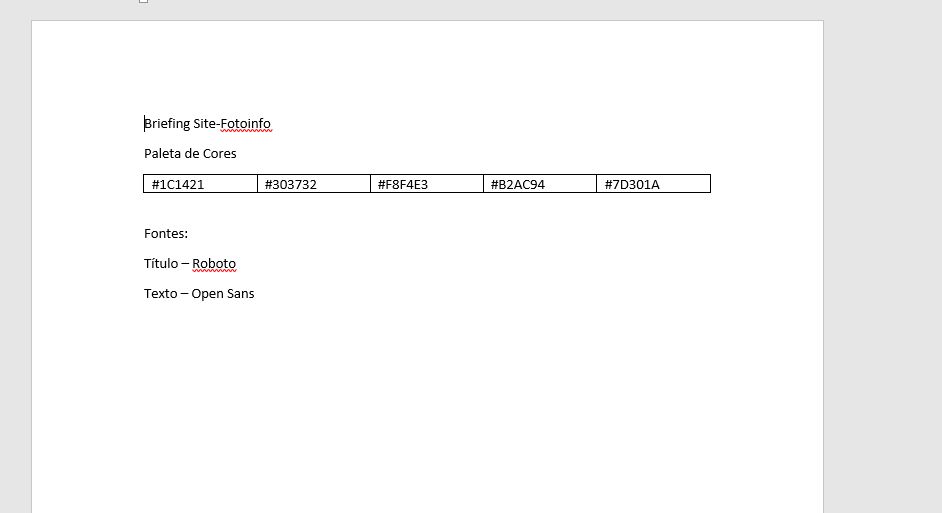 Briefing Site-Fotoinfo
Paleta de Cores
#1C1421 #303732 #F8F4E3 #B2AC94 #7D301A
Fontes:
Título – Roboto
Texto – Open Sans